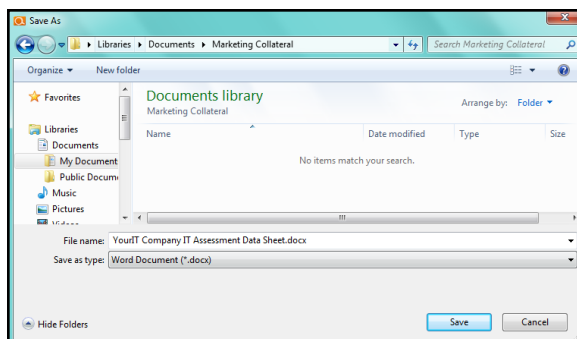 Save As
Libraries Documents Marketing Collateral
Search Marketing Collateral
Organize New folder
Favorites
Libraries
Documents
My Document
Public Docum
Music
Pictures
Documents library
Marketing Collateral
Arrange by: Folder
Name Date modified Type Size
No items match your search.
File name: YourIT Company IT Assessment Data Sheet.docx
Save as type: Word Document (*.docx)
Hide Folders
Save Cancel